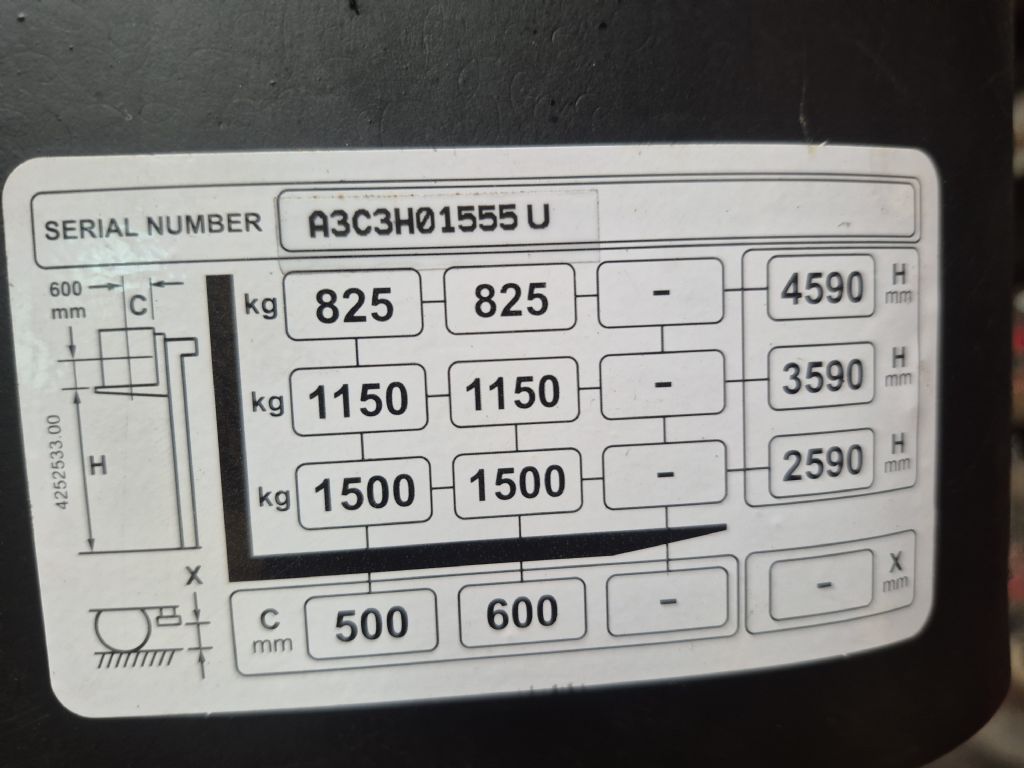 SERIAL NUMBER A3C3H01555 U
600 mm C
kg 825 825 - 4590 H mm
kg 1150 1150 - 3590 H mm
kg 1500 1500 - 2590 H mm
H
4252533.00
X
C mm 500 600 - - X mm